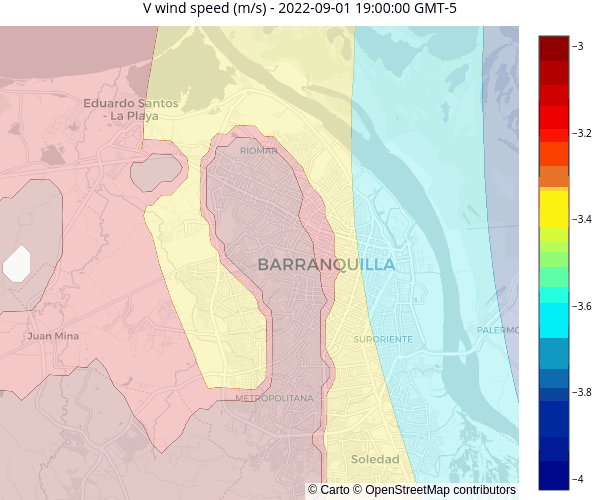 V wind speed (m/s) - 2022-09-01 19:00:00 GMT-5
−3
Eduardo Santos
- La Playa
−3.2
RIOMAR
−3.4
BARRANQUILLA
−3.6
Juan Mina
SURORIENTE
PALERMO
−3.8
METROPOLITANA
Soledad
−4
© Carto © OpenStreetMap contributors